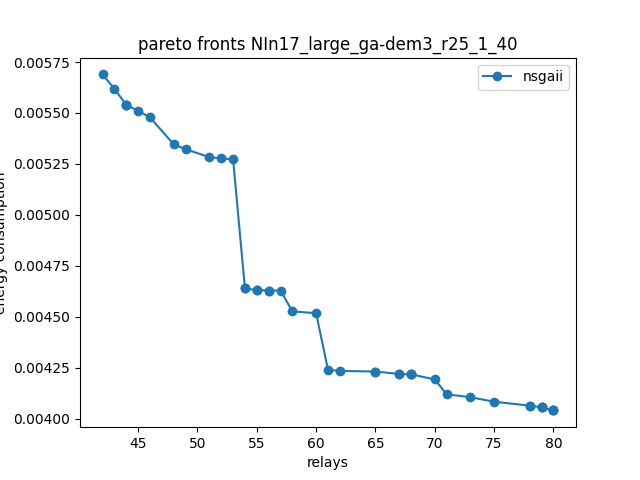 pareto fronts NIn17_large_ga-dem3_r25_1_40
nsgaii
0.00575
0.00550
0.00525
0.00500
0.00475
0.00450
0.00425
0.00400
energy consumption
45 50 55 60 65 70 75 80
relays